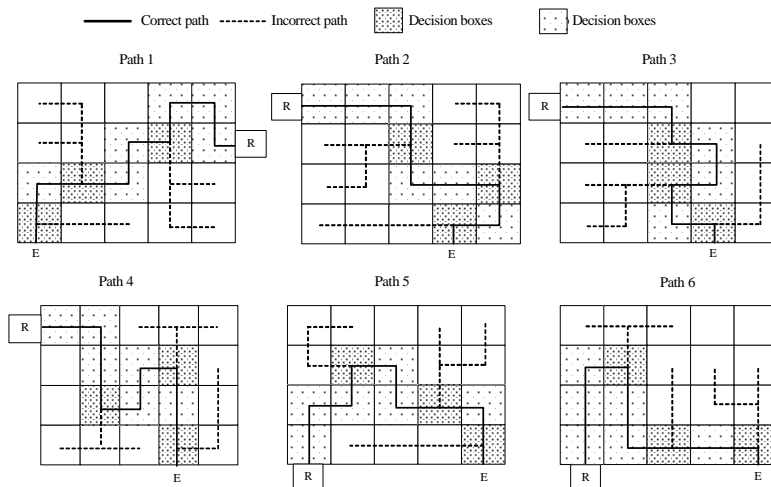 Correct path Incorrect path Decision boxes Decision boxes
Path 1 Path 2 Path 3
R R R
E E E
Path 4 Path 5 Path 6
R
E R E R E